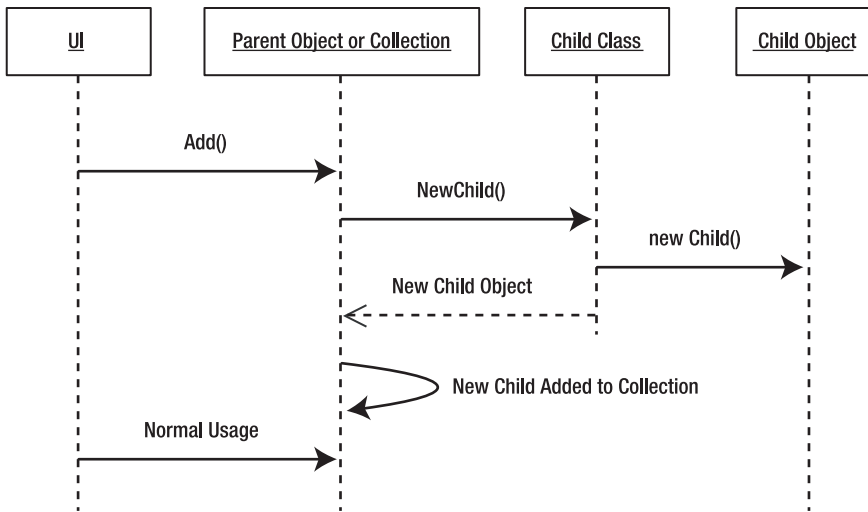 UI
Parent Object or Collection
Child Class
Child Object
Add()
NewChild()
new Child()
New Child Object
New Child Added to Collection
Normal Usage